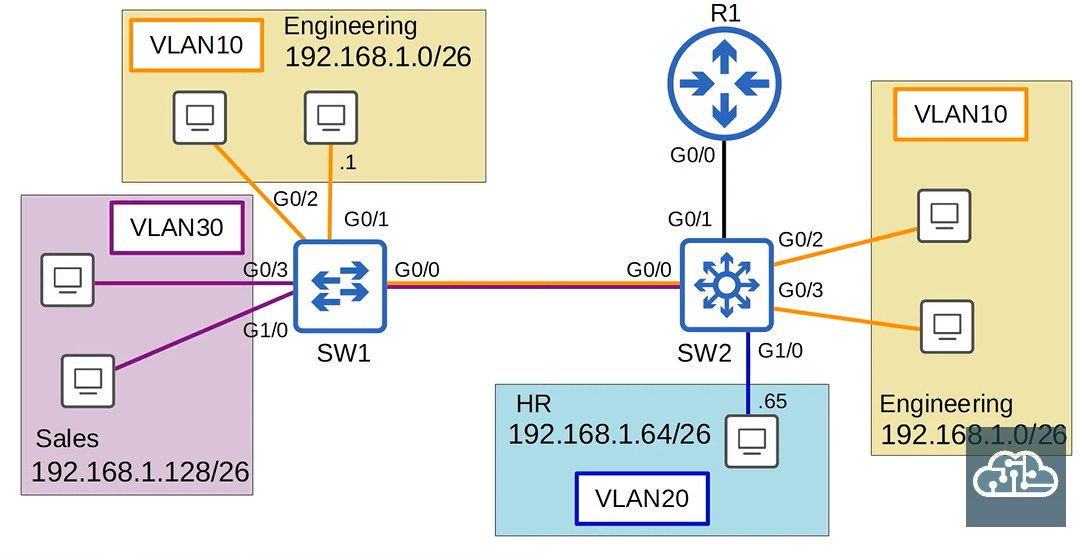 VLAN10
Engineering
192.168.1.0/26
.1
G0/2
G0/1
VLAN30
G0/3
G1/0
Sales
192.168.1.128/26
G0/0
SW1
R1
G0/0
G0/1
G0/0
G0/2
G0/3
SW2
G1/0
HR
192.168.1.64/26
.65
VLAN20
VLAN10
Engineering
192.168.1.0/26